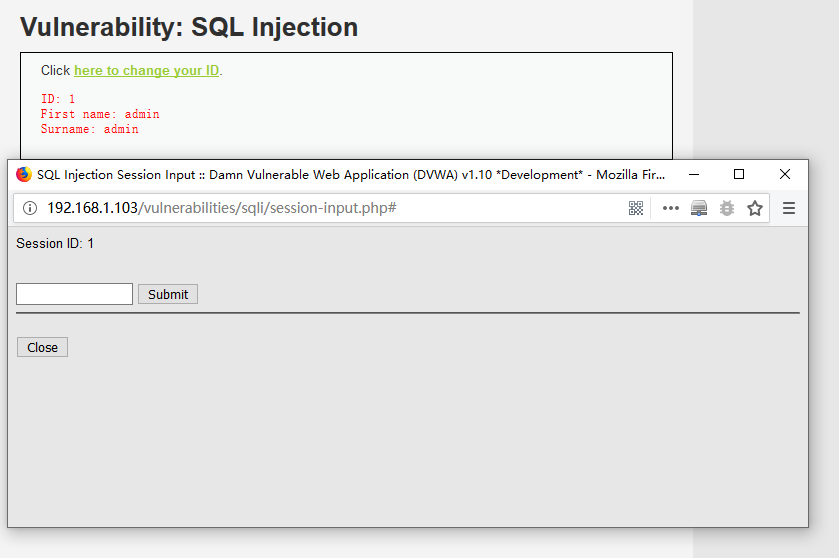 Vulnerability: SQL Injection
Click here to change your ID.
ID: 1
First name: admin
Surname: admin
SQL Injection Session Input :: Damn Vulnerable Web Application (DVWA) v1.10 *Development* - Mozilla Fir...
192.168.1.103/vulnerabilities/sqli/session-input.php#
Session ID: 1
Submit
Close